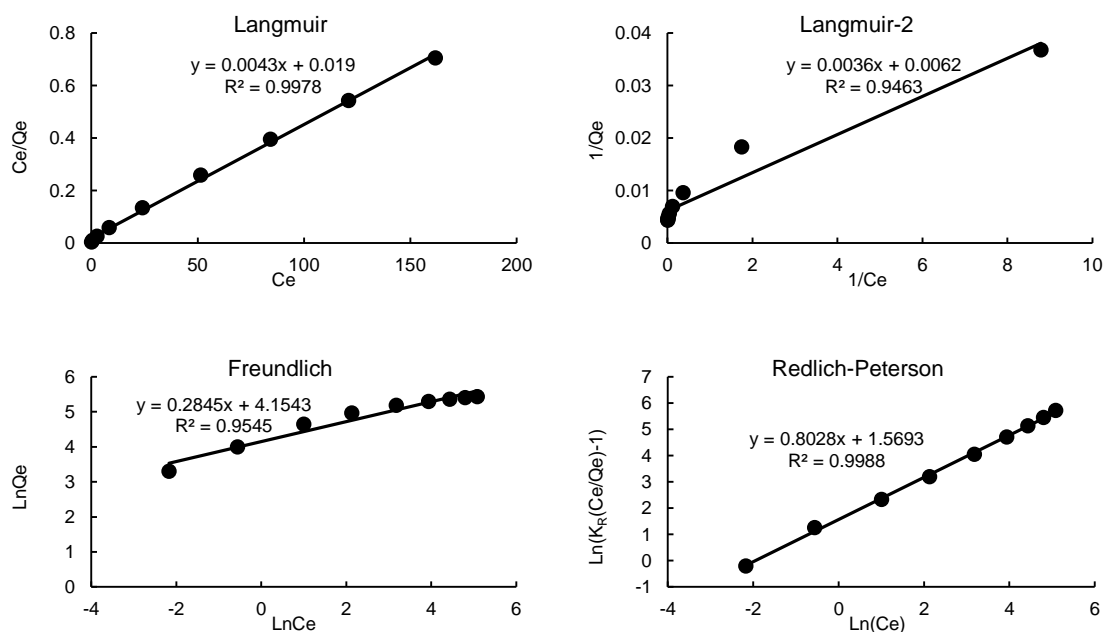 Langmuir
y = 0.0043x + 0.019
R² = 0.9978
0.8
0.6
0.4
0.2
0
Ce/Qe
0 50 100 150 200
Ce
Langmuir-2
y = 0.0036x + 0.0062
R² = 0.9463
0.04
0.03
0.02
0.01
0
1/Qe
0 2 4 6 8 10
1/Ce
Freundlich
y = 0.2845x + 4.1543
R² = 0.9545
6
5
4
3
2
1
0
LnQe
-4 -2 0 2 4 6
LnCe
Redlich-Peterson
y = 0.8028x + 1.5693
R² = 0.9988
7
6
5
4
3
2
1
0
-1
Ln(K_R(Ce/Qe)-1)
-4 -2 0 2 4 6
Ln(Ce)